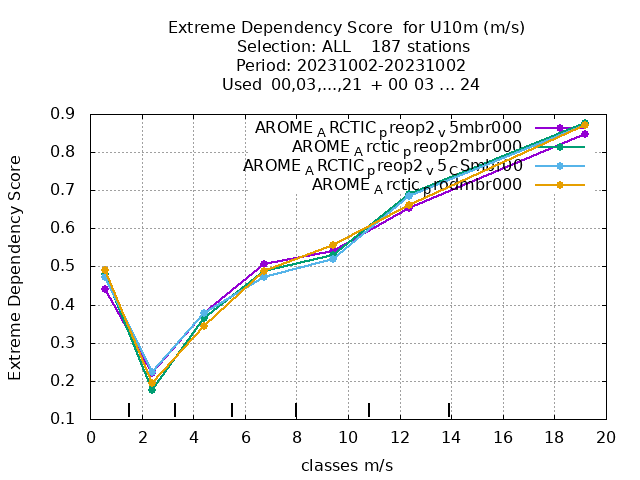 Extreme Dependency Score  for U10m (m/s)
Selection: ALL    187 stations
Period: 20231002-20231002
Used  00,03,...,21  + 00 03 ... 24
AROME_ARCTIC_preop2_v5mbr000
AROME_Arctic_preop2mbr000
AROME_ARCTIC_preop2_v5_CSmbr00
AROME_Arctic_prodmbr000
Extreme Dependency Score
0.9
0.8
0.7
0.6
0.5
0.4
0.3
0.2
0.1
0 2 4 6 8 10 12 14 16 18 20
classes m/s